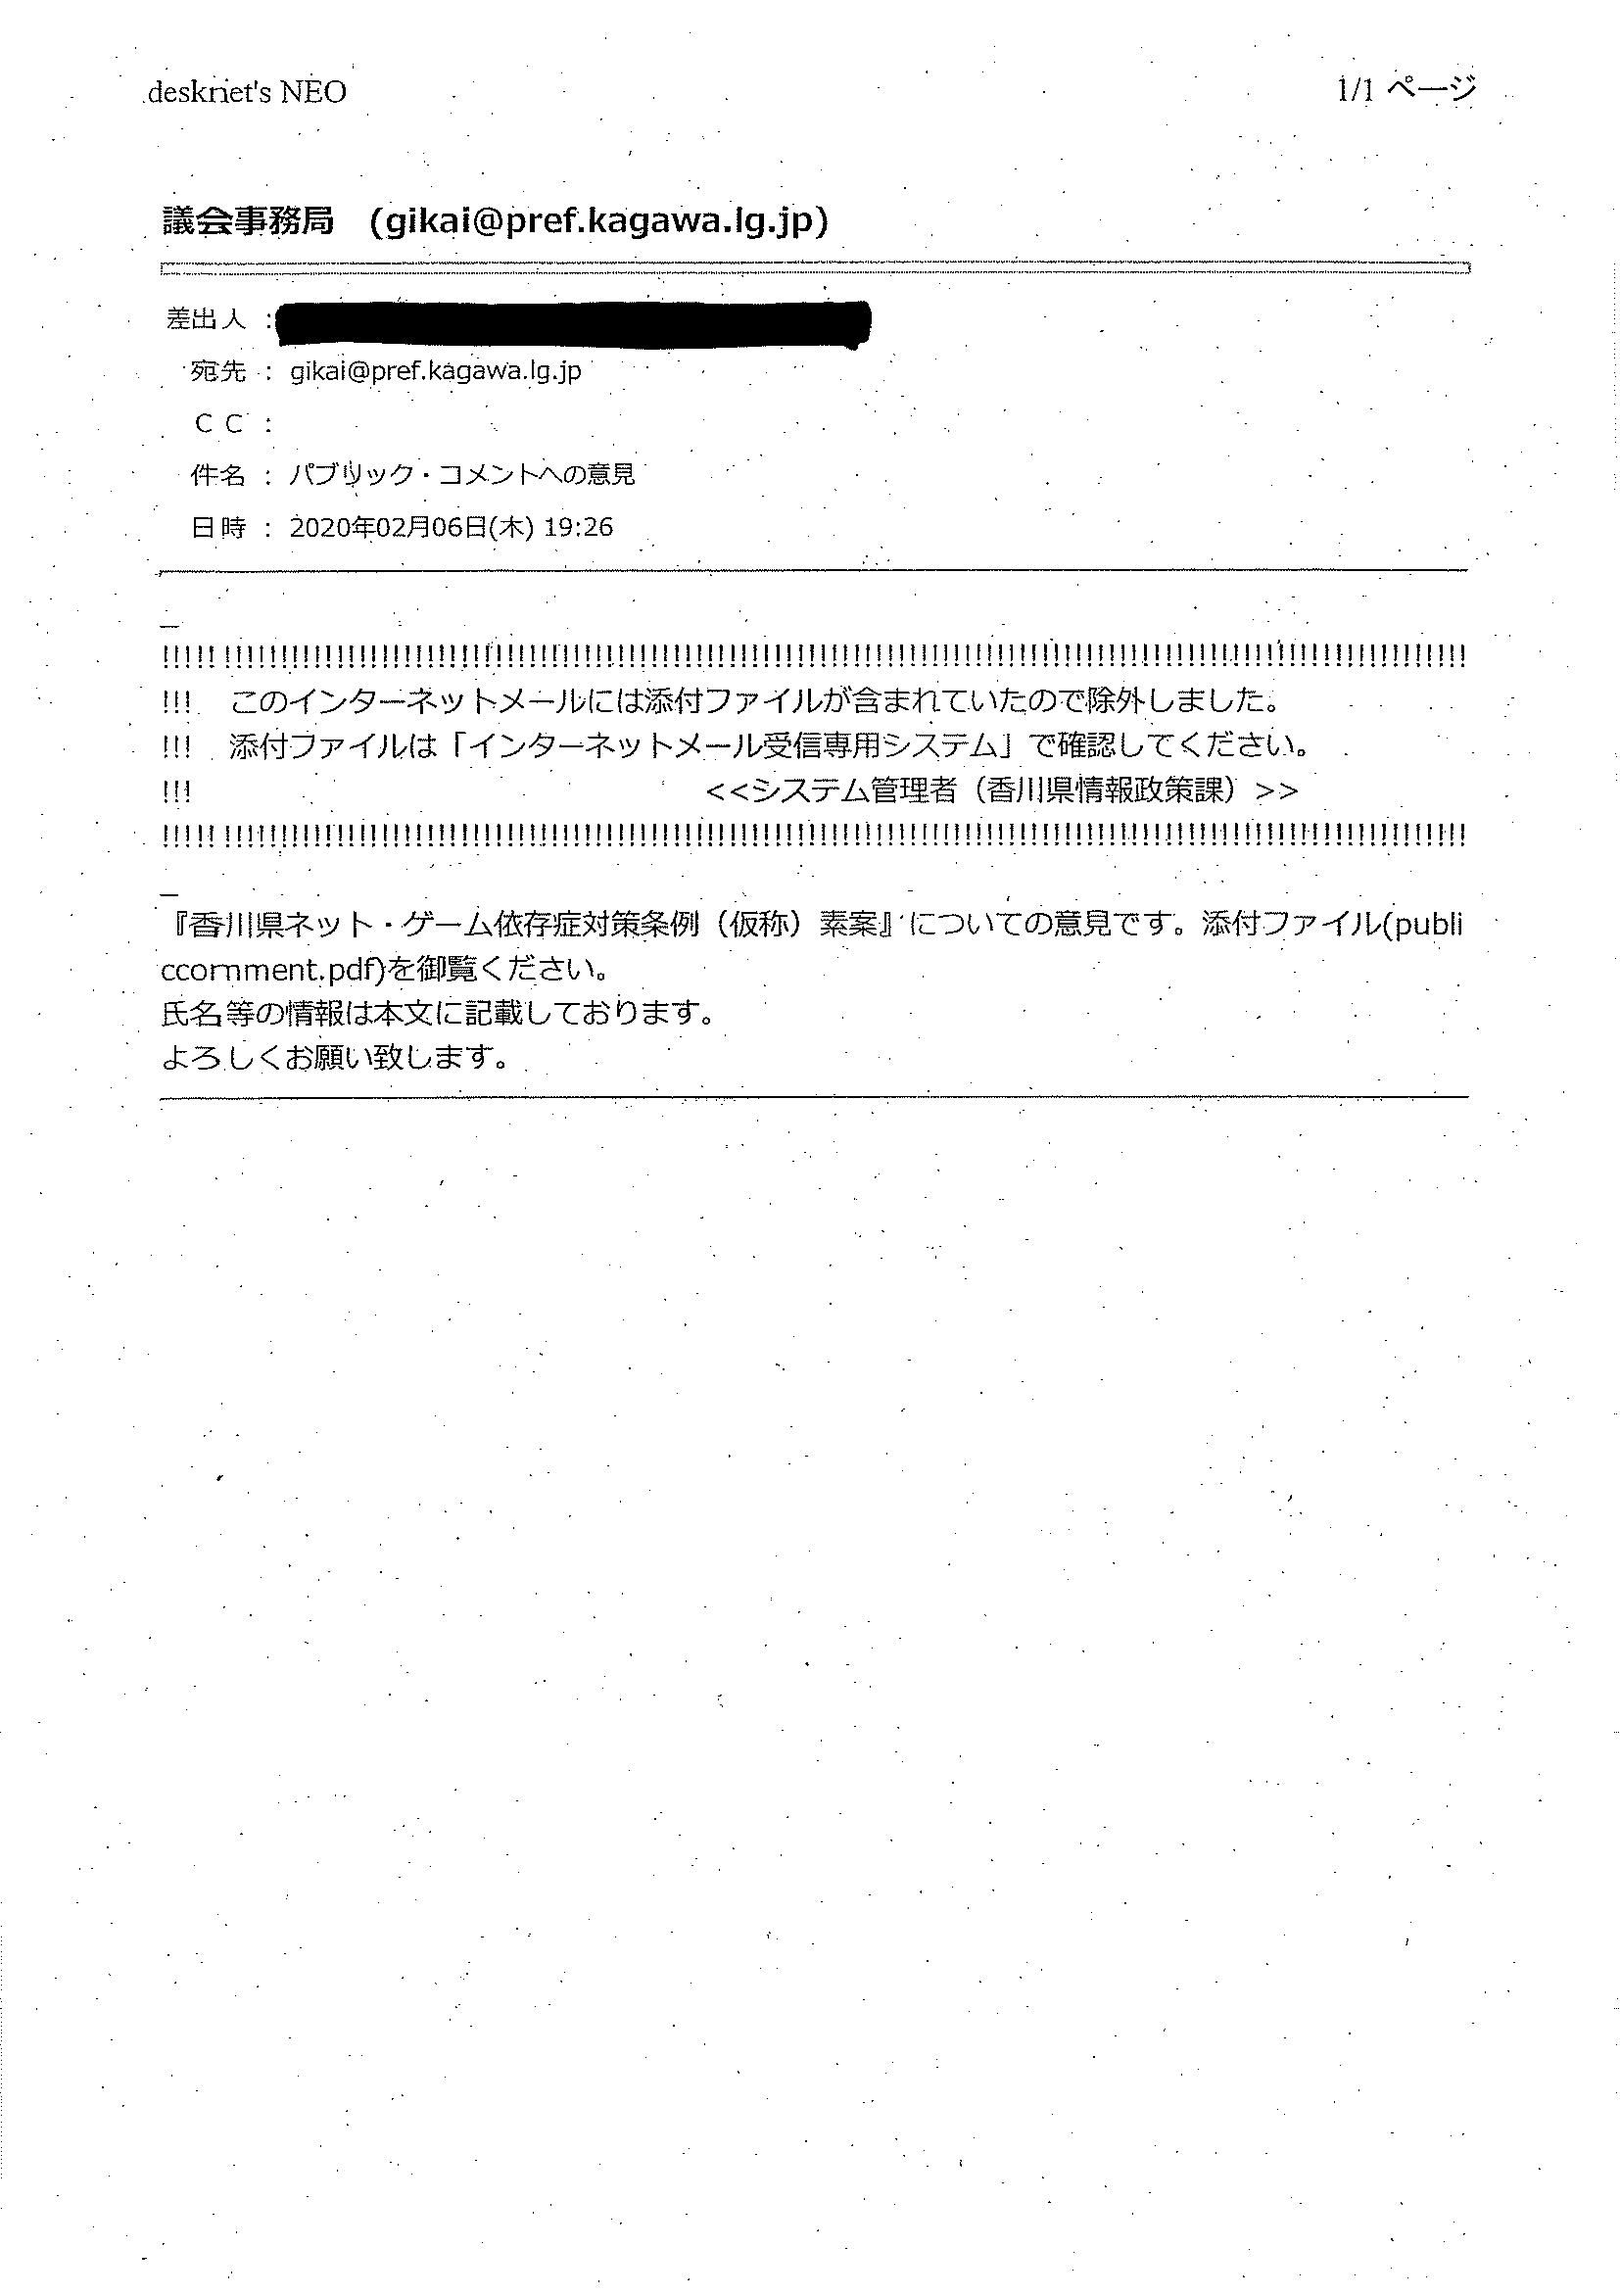 desknet's NEO
1/1 ページ
議会事務局 (gikai@pref.kagawa.lg.jp)
差出人 :
宛先 : gikai@pref.kagawa.lg.jp
ＣＣ :
件名 : パブリック・コメントへの意見
日時 : 2020年02月06日(木) 19:26
_
!!!!!!!!!!!!!!!!!!!!!!!!!!!!!!!!!!!!!!!!!!!!!!!!!!!!!!!!!!!!!!!!!!!!!!!!!!!!!!!!!!!!!!!!
!!! このインターネットメールには添付ファイルが含まれていたので除外しました。
!!! 添付ファイルは「インターネットメール受信専用システム」で確認してください。
!!! <<システム管理者（香川県情報政策課）>>
!!!!!!!!!!!!!!!!!!!!!!!!!!!!!!!!!!!!!!!!!!!!!!!!!!!!!!!!!!!!!!!!!!!!!!!!!!!!!!!!!!!!!!!!
_
『香川県ネット・ゲーム依存症対策条例（仮称）素案』についての意見です。添付ファイル(publi
ccomment.pdf)を御覧ください。
氏名等の情報は本文に記載しております。
よろしくお願い致します。